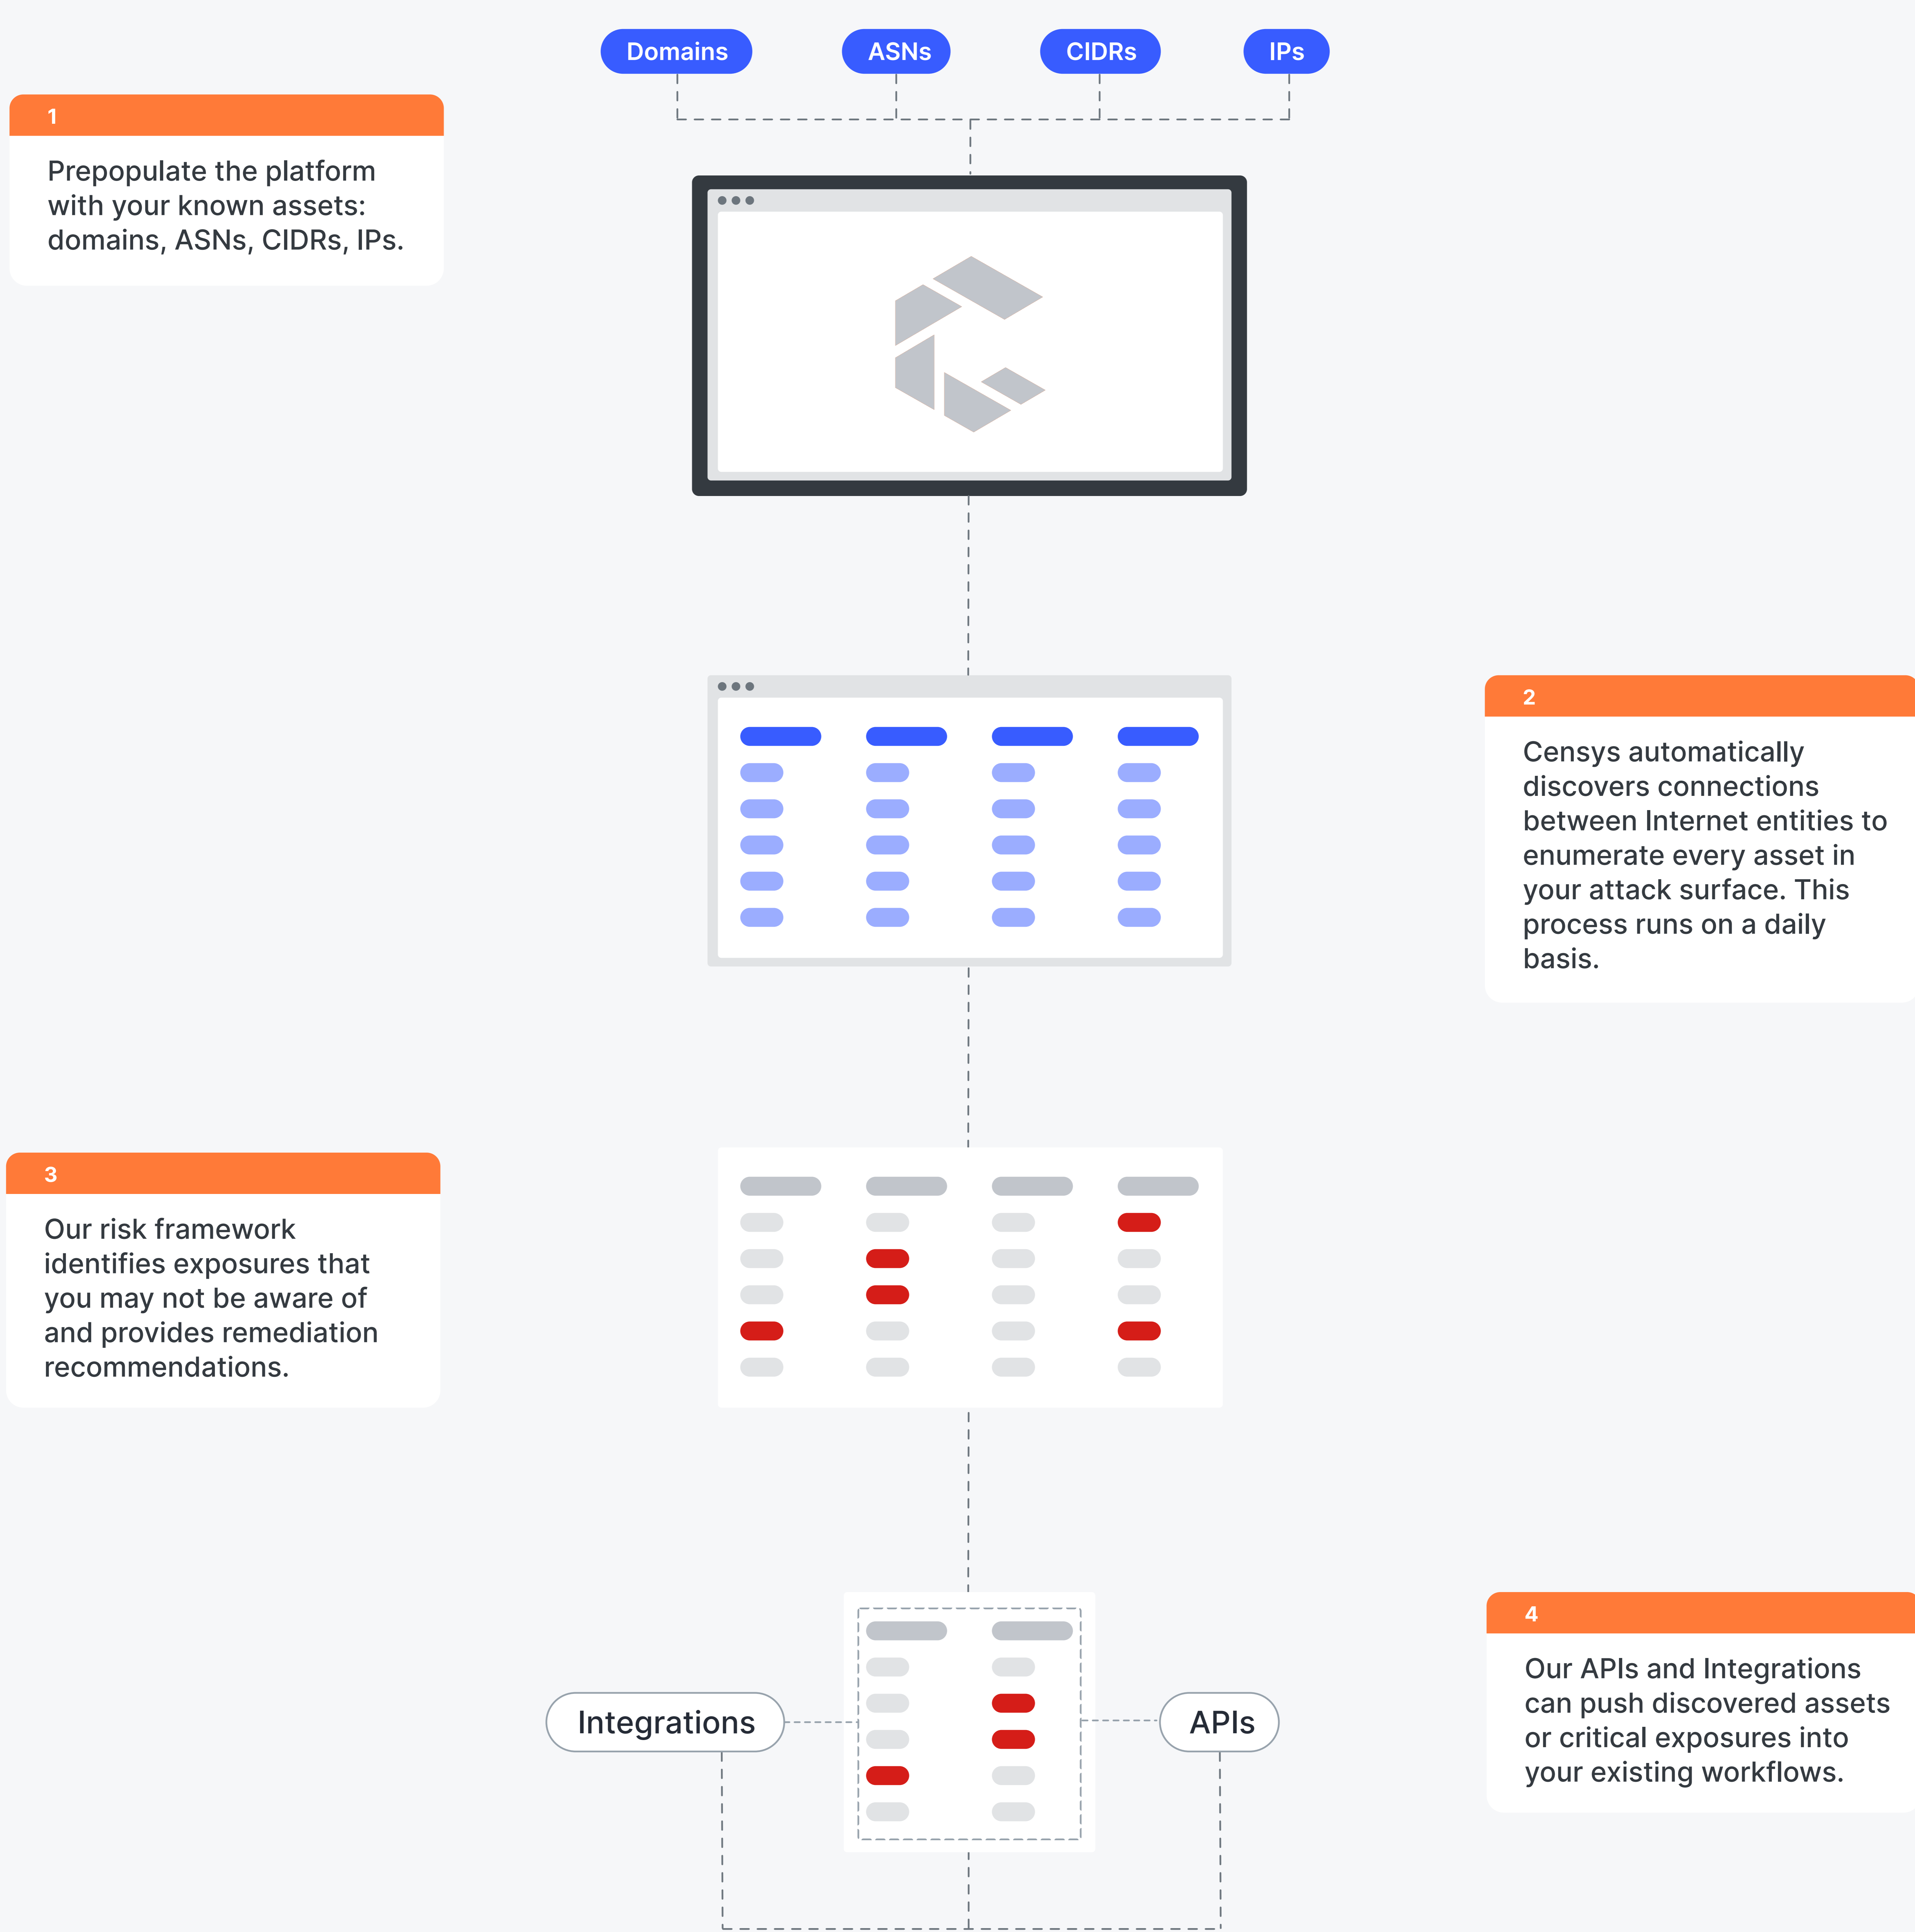 Domains
ASNs
CIDRs
IPs
1
Prepopulate the platform
with your known assets:
domains, ASNs, CIDRs, IPs.
2
Censys automatically
discovers connections
between Internet entities to
enumerate every asset in
your attack surface. This
process runs on a daily
basis.
3
Our risk framework
identifies exposures that
you may not be aware of
and provides remediation
recommendations.
Integrations
APIs
4
Our APIs and Integrations
can push discovered assets
or critical exposures into
your existing workflows.